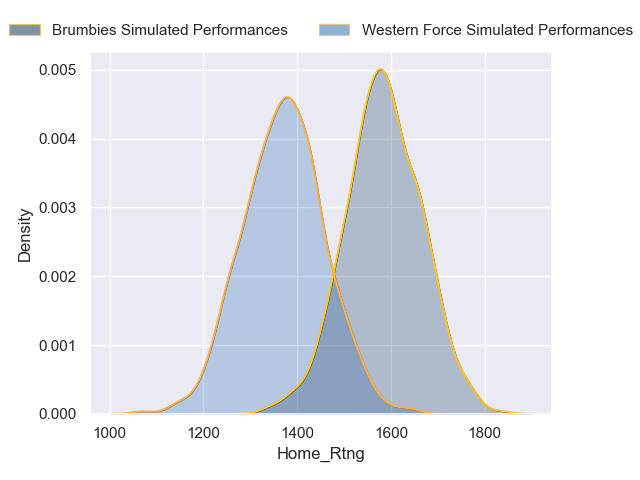 Brumbies Simulated Performances Western Force Simulated Performances
0.005
0.004
0.003
0.002
0.001
0.000
Density
1000 1200 1400 1600 1800
Home_Rtng